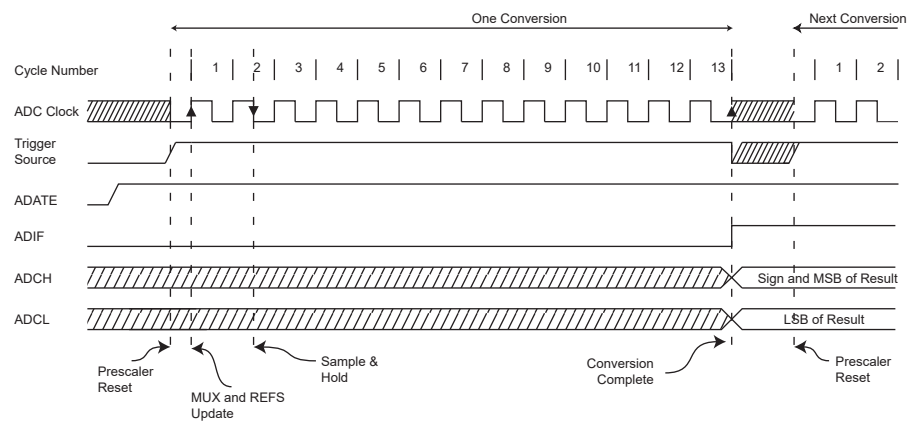 One Conversion
Next Conversion
Cycle Number 1 2 3 4 5 6 7 8 9 10 11 12 13 1 2
ADC Clock
Trigger
Source
ADATE
ADIF
ADCH
Sign and MSB of Result
ADCL
LSB of Result
Prescaler
Reset
MUX and REFS
Update
Sample &
Hold
Conversion
Complete
Prescaler
Reset